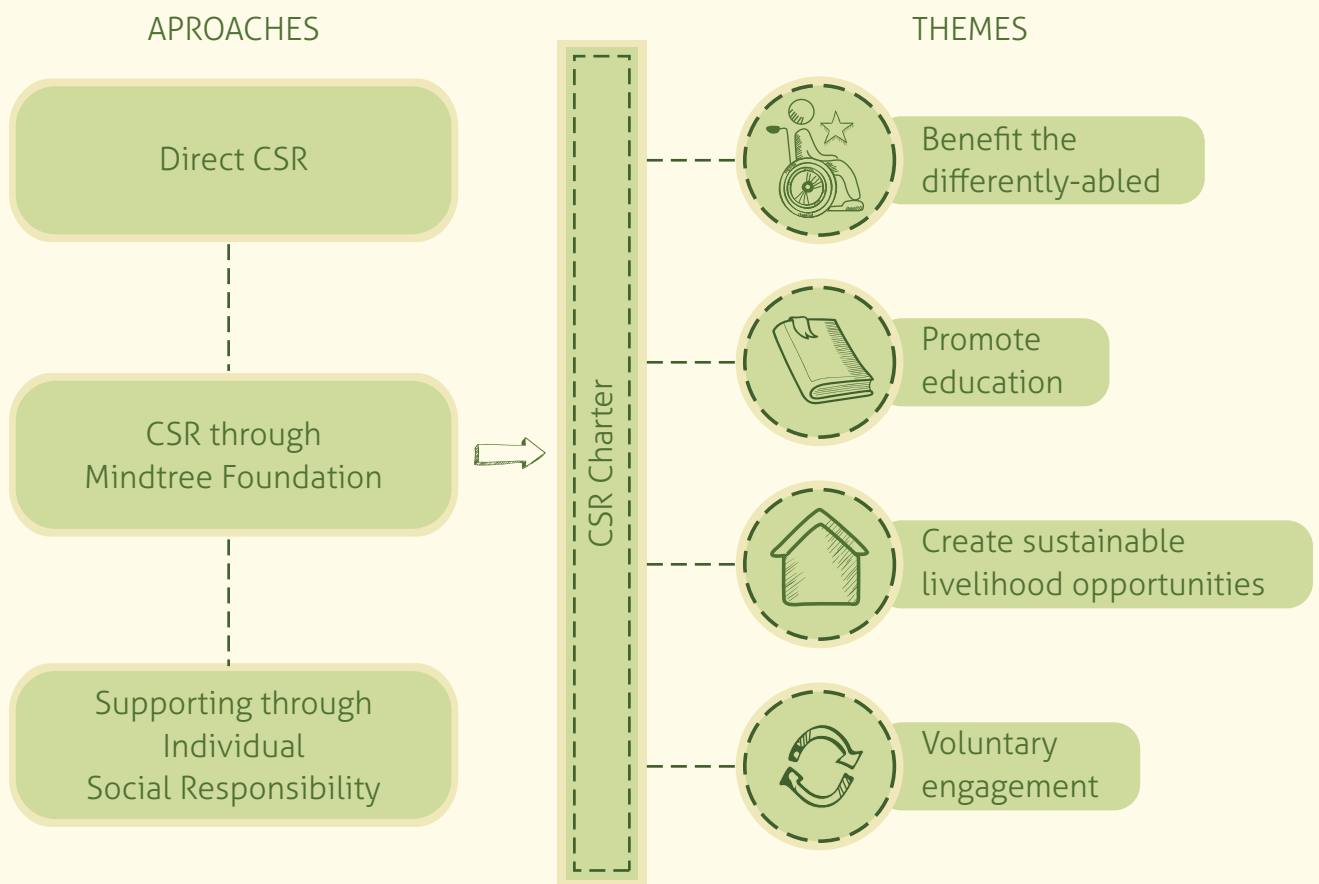 APROACHES
Direct CSR
CSR through
Mindtree Foundation
Supporting through
Individual
Social Responsibility
CSR Charter
THEMES
Benefit the
differently-abled
Promote
education
Create sustainable
livelihood opportunities
Voluntary
engagement